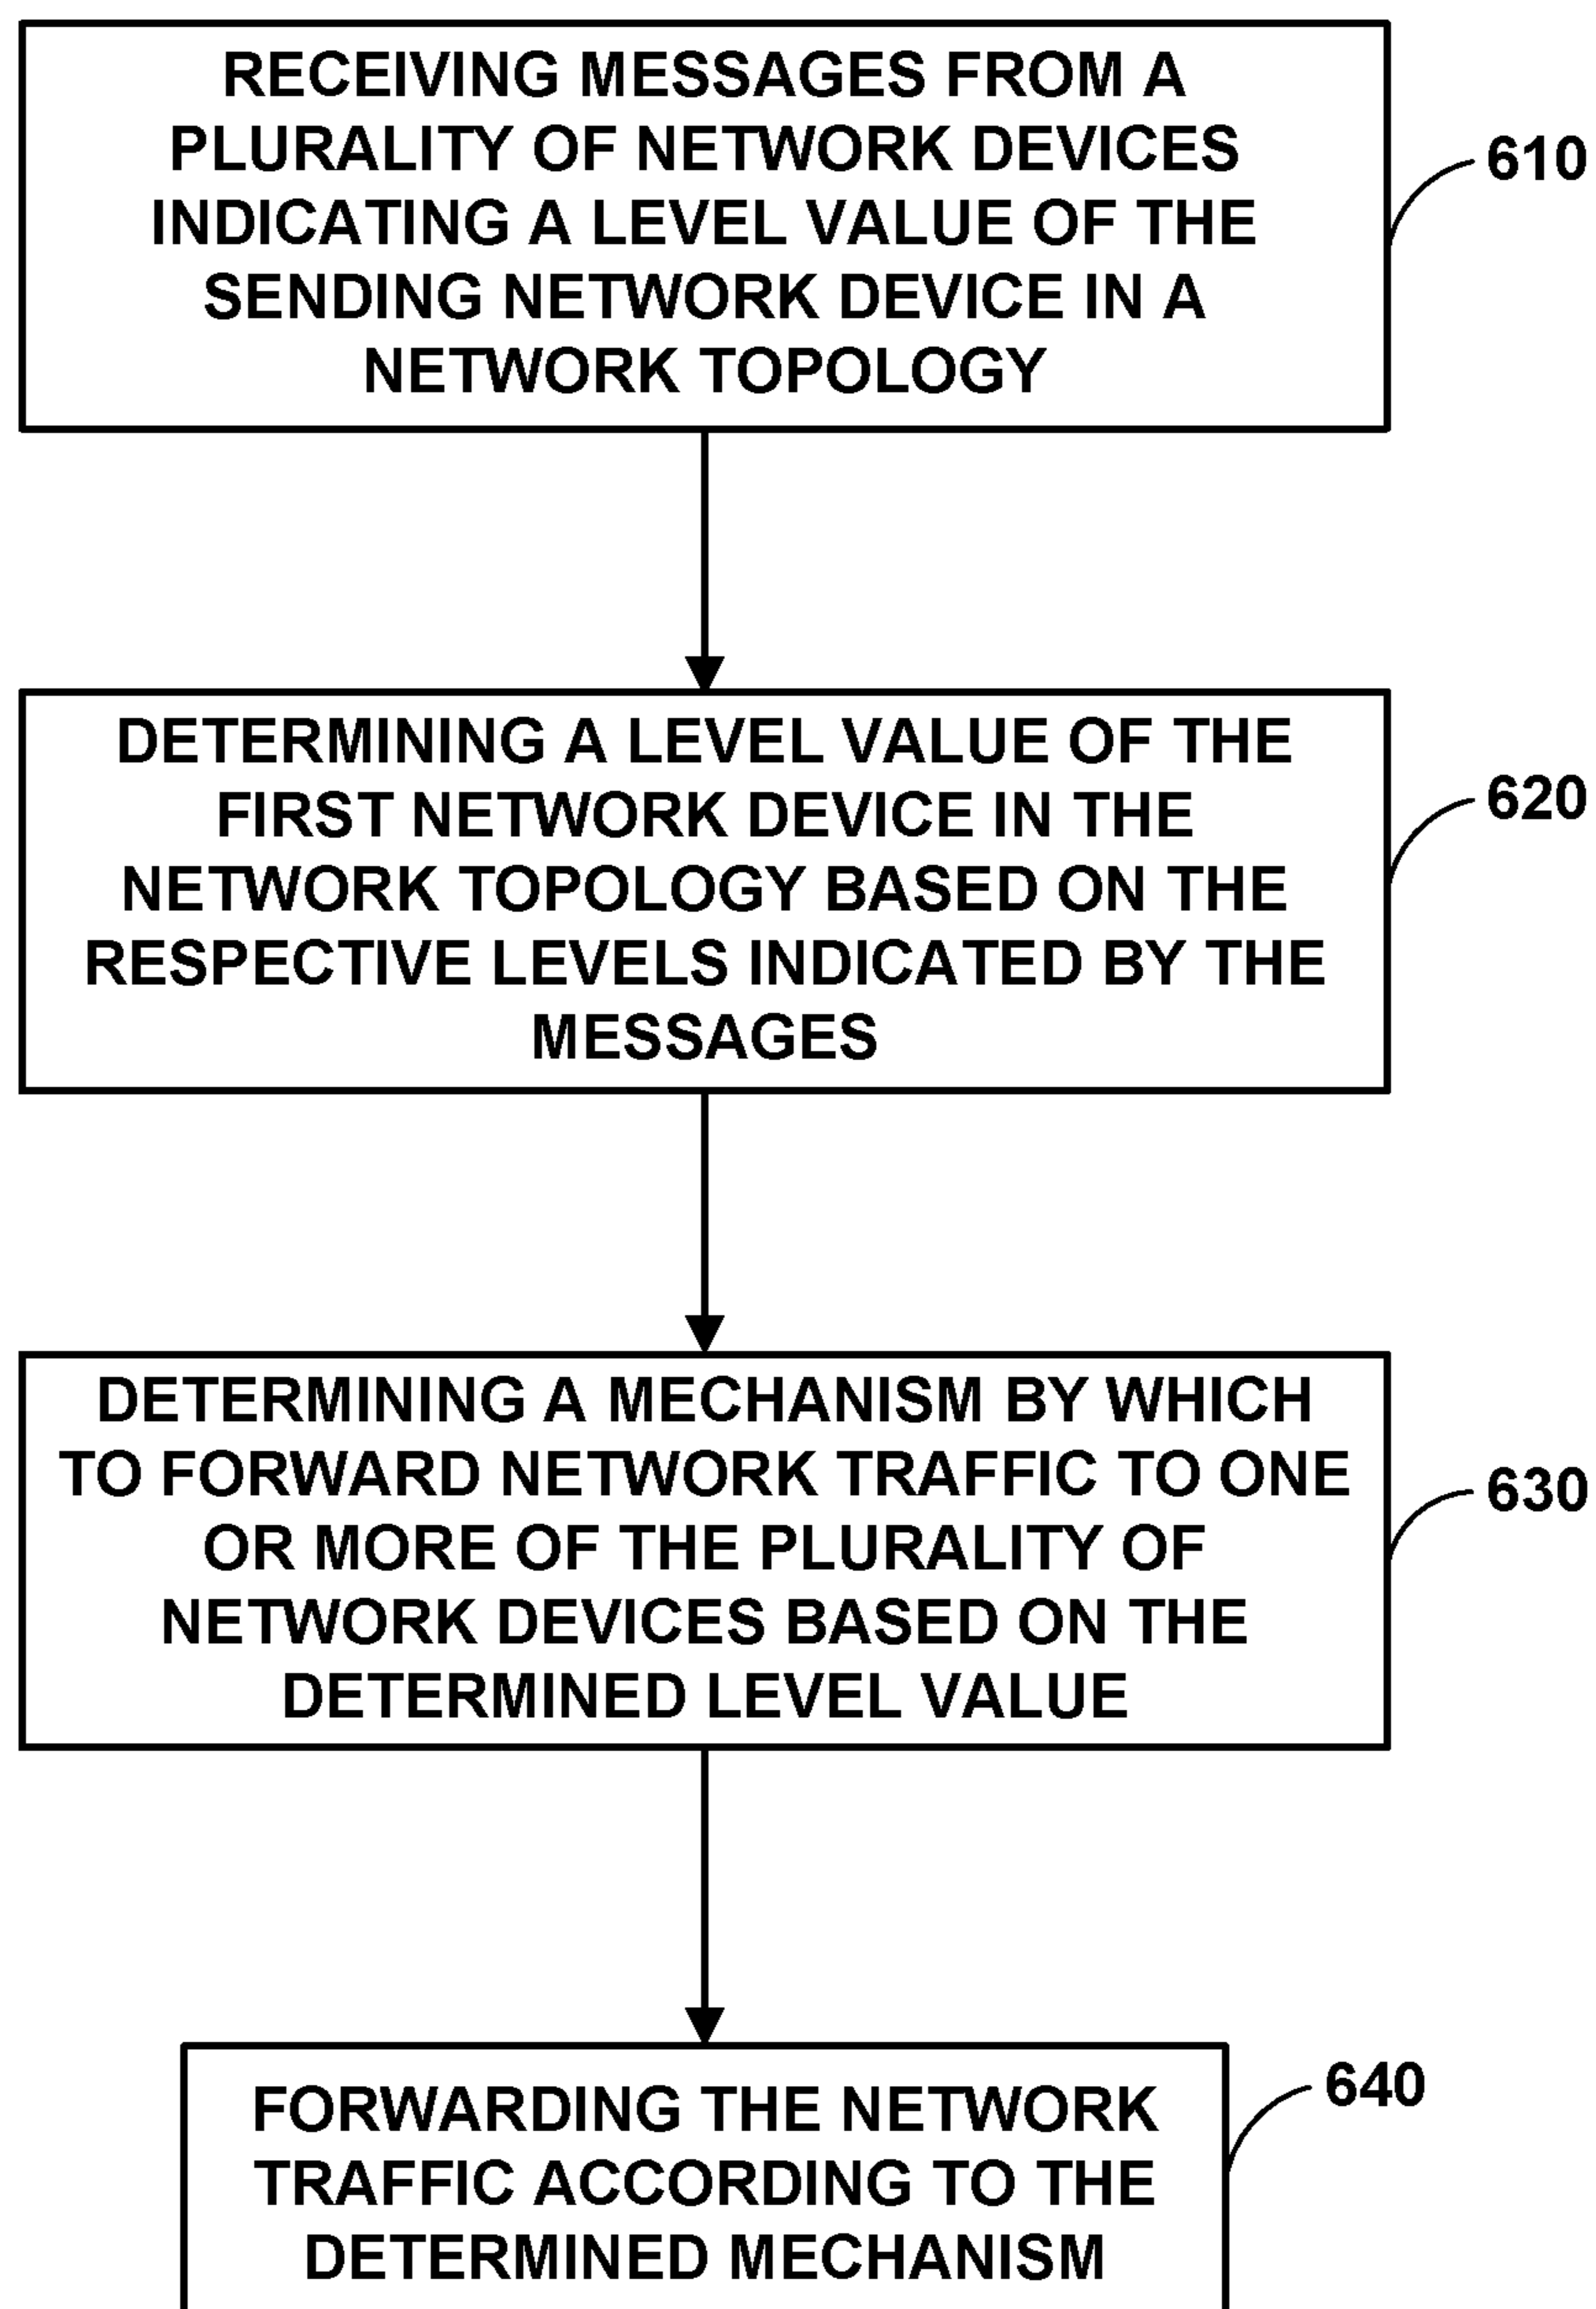 RECEIVING MESSAGES FROM A
PLURALITY OF NETWORK DEVICES
INDICATING A LEVEL VALUE OF THE
SENDING NETWORK DEVICE IN A
NETWORK TOPOLOGY
610
DETERMINING A LEVEL VALUE OF THE
FIRST NETWORK DEVICE IN THE
NETWORK TOPOLOGY BASED ON THE
RESPECTIVE LEVELS INDICATED BY THE
MESSAGES
620
DETERMINING A MECHANISM BY WHICH
TO FORWARD NETWORK TRAFFIC TO ONE
OR MORE OF THE PLURALITY OF
NETWORK DEVICES BASED ON THE
DETERMINED LEVEL VALUE
630
FORWARDING THE NETWORK
TRAFFIC ACCORDING TO THE
DETERMINED MECHANISM
640